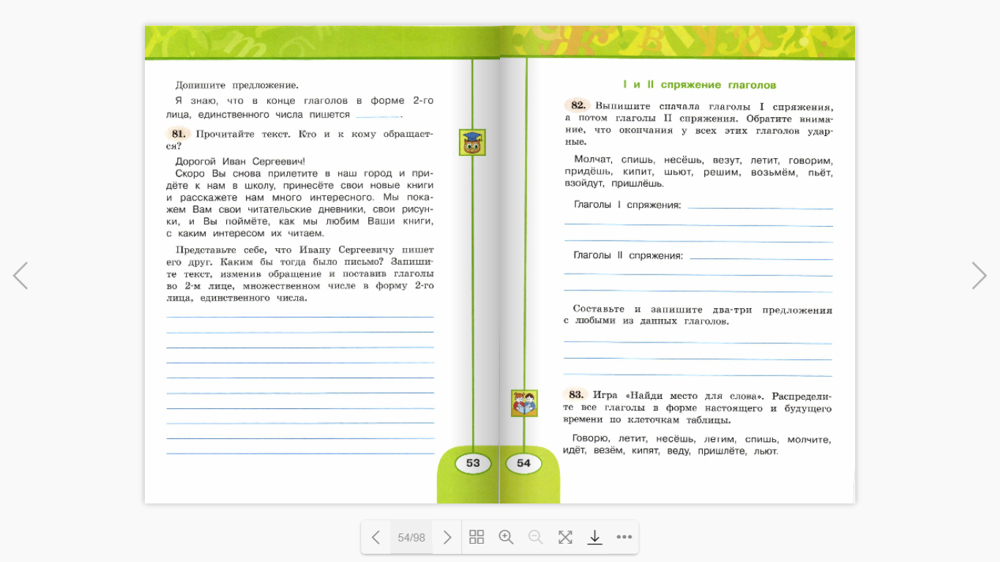 Допишите предложение.
Я знаю, что в конце глаголов в форме 2-го
лица, единственного числа пишется ________.
81. Прочитайте текст. Кто и к кому обращает-
ся?
Дорогой Иван Сергеевич!
Скоро Вы снова прилетите в наш город и при-
дёте к нам в школу, принесёте свои новые книги
и расскажете нам много интересного. Мы пока-
жем Вам свои читательские дневники, свои рисун-
ки, и Вы поймёте, как мы любим Ваши книги,
с каким интересом их читаем.
Представьте себе, что Ивану Сергеевичу пишет
его друг. Каким бы тогда было письмо? Запиши-
те текст, изменив обращение и поставив глаголы
во 2-м лице, множественном числе в форму 2-го
лица, единственного числа.
53
I и II спряжение глаголов
82. Выпишите сначала глаголы I спряжения,
а потом глаголы II спряжения. Обратите внима-
ние, что окончания у всех этих глаголов удар-
ные.
Молчат, спишь, несёшь, везут, летит, говорим,
придёшь, кипит, шьют, решим, возьмём, пьёт,
взойдут, пришлёшь.
Глаголы I спряжения:
Глаголы II спряжения:
Составьте и запишите два-три предложения
с любыми из данных глаголов.
83. Игра «Найди место для слова». Распредели-
те все глаголы в форме настоящего и будущего
времени по клеточкам таблицы.
Говорю, летит, несёшь, летим, спишь, молчите,
идёт, везём, кипят, веду, пришлёте, льют.
54
54/98